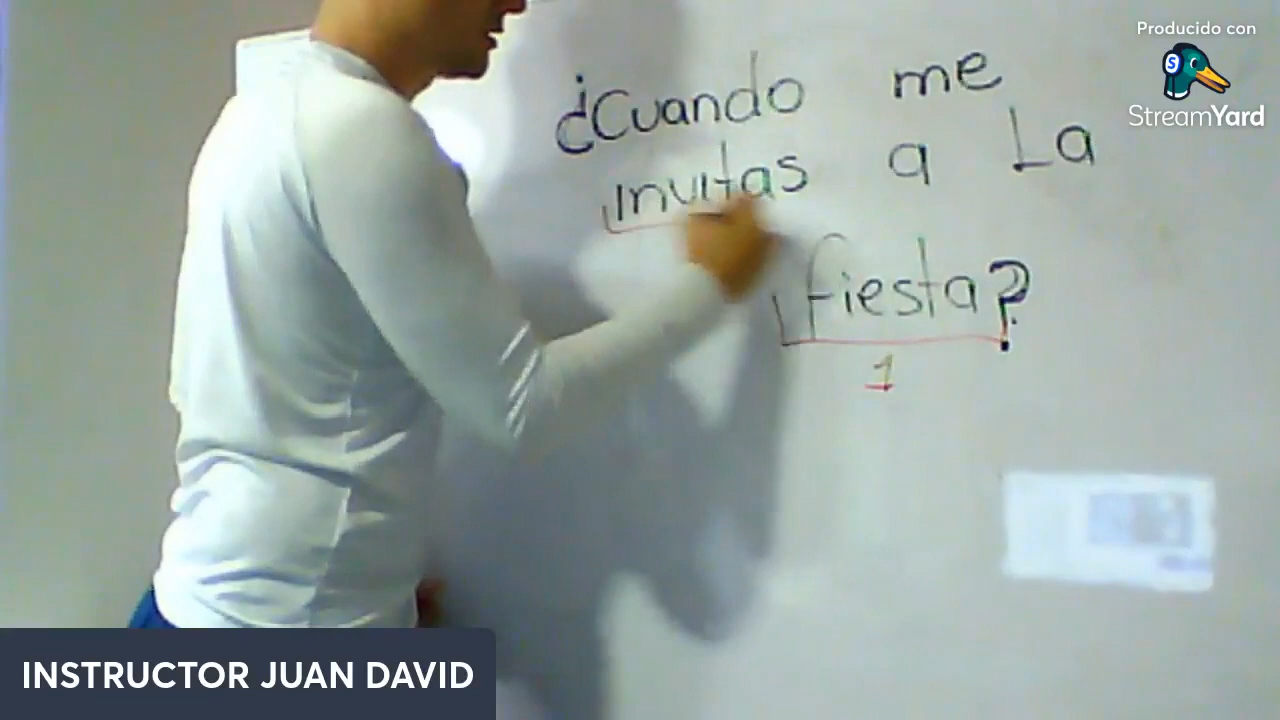 Producido con
StreamYard
¿Cuando me
invitas a La
fiesta?
1
INSTRUCTOR JUAN DAVID